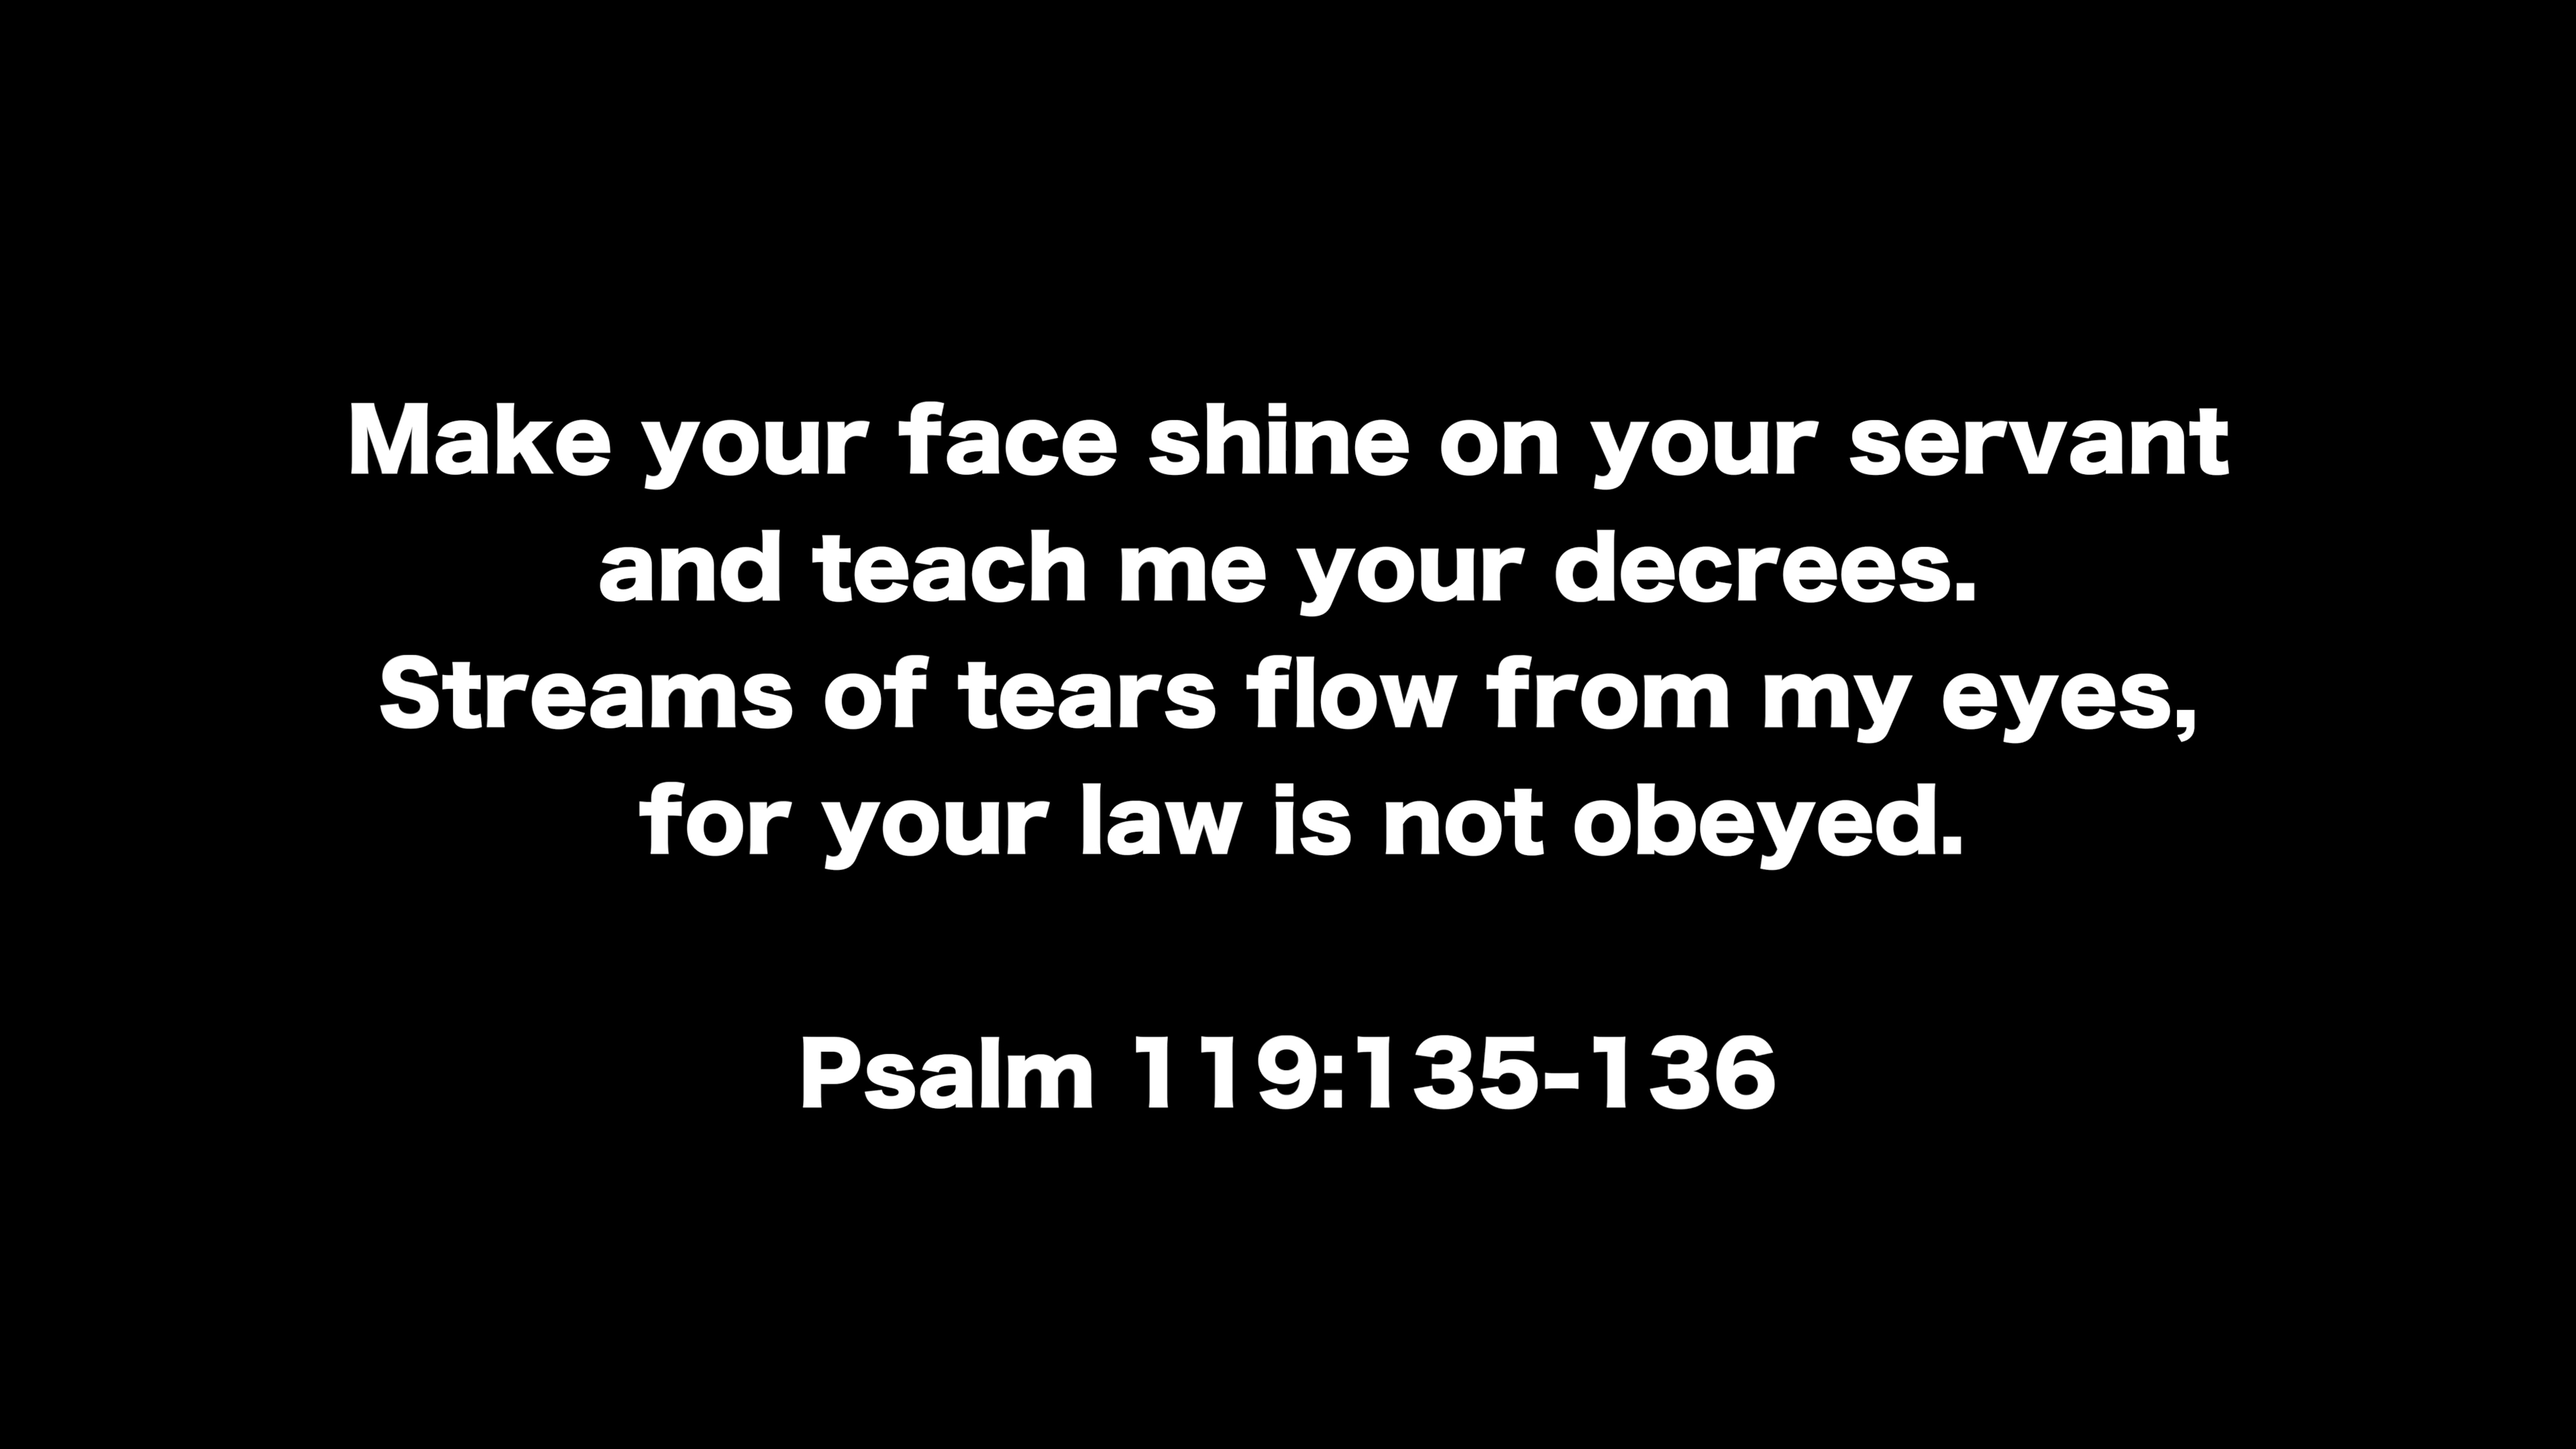 Make your face shine on your servant
and teach me your decrees.
Streams of tears flow from my eyes,
for your law is not obeyed.
Psalm 119:135-136